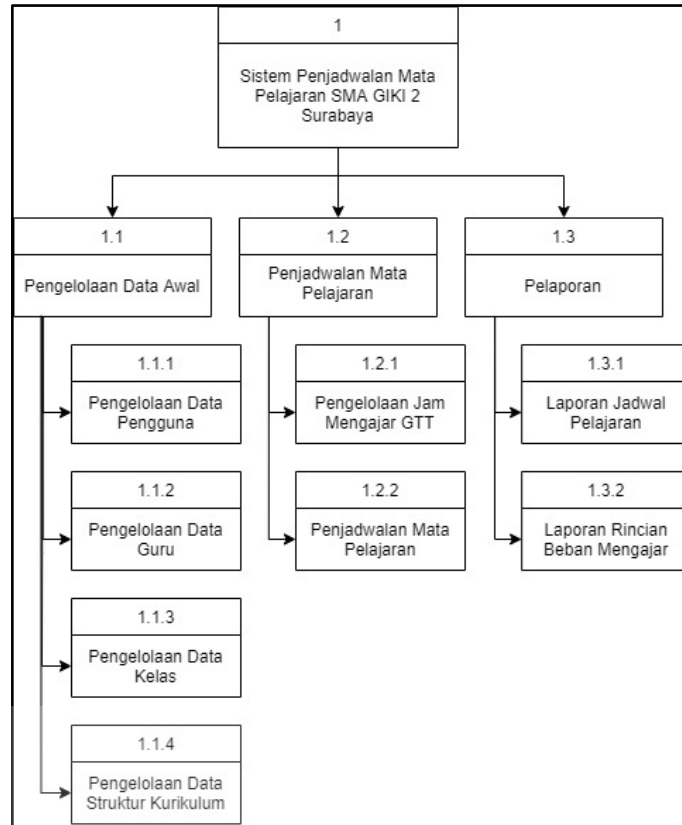 1
Sistem Penjadwalan Mata
Pelajaran SMA GIKI 2
Surabaya
1.1
Pengelolaan Data Awal
1.2
Penjadwalan Mata
Pelajaran
1.3
Pelaporan
1.1.1
Pengelolaan Data
Pengguna
1.2.1
Pengelolaan Jam
Mengajar GTT
1.3.1
Laporan Jadwal
Pelajaran
1.1.2
Pengelolaan Data
Guru
1.2.2
Penjadwalan Mata
Pelajaran
1.3.2
Laporan Rincian
Beban Mengajar
1.1.3
Pengelolaan Data
Kelas
1.1.4
Pengelolaan Data
Struktur Kurikulum